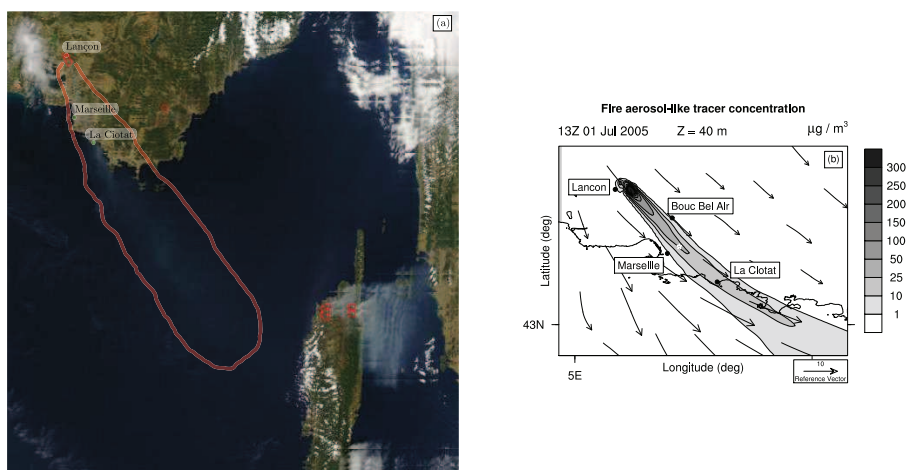 (a)
Lançon
Marseille
La Ciotat
Fire aerosol-like tracer concentration
13Z 01 Jul 2005 Z = 40 m µg / m³
(b)
Lancon
Bouc Bel Air
Marseille
La Ciotat
Latitude (deg)
43N
5E
Longitude (deg)
10
Reference Vector
300
250
200
150
100
50
25
10
1